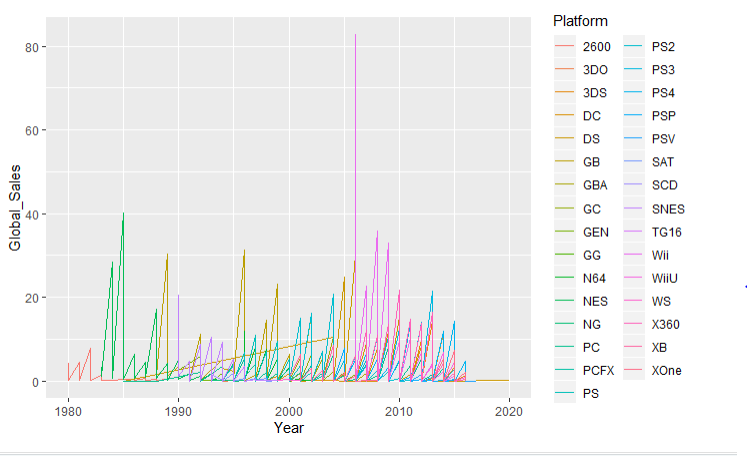 Platform
2600
3DO
3DS
DC
DS
GB
GBA
GC
GEN
GG
N64
NES
NG
PC
PCFX
PS
PS2
PS3
PS4
PSP
PSV
SAT
SCD
SNES
TG16
Wii
WiiU
WS
X360
XB
XOne
Global_Sales
80
60
40
20
0
1980 1990 2000 2010 2020
Year